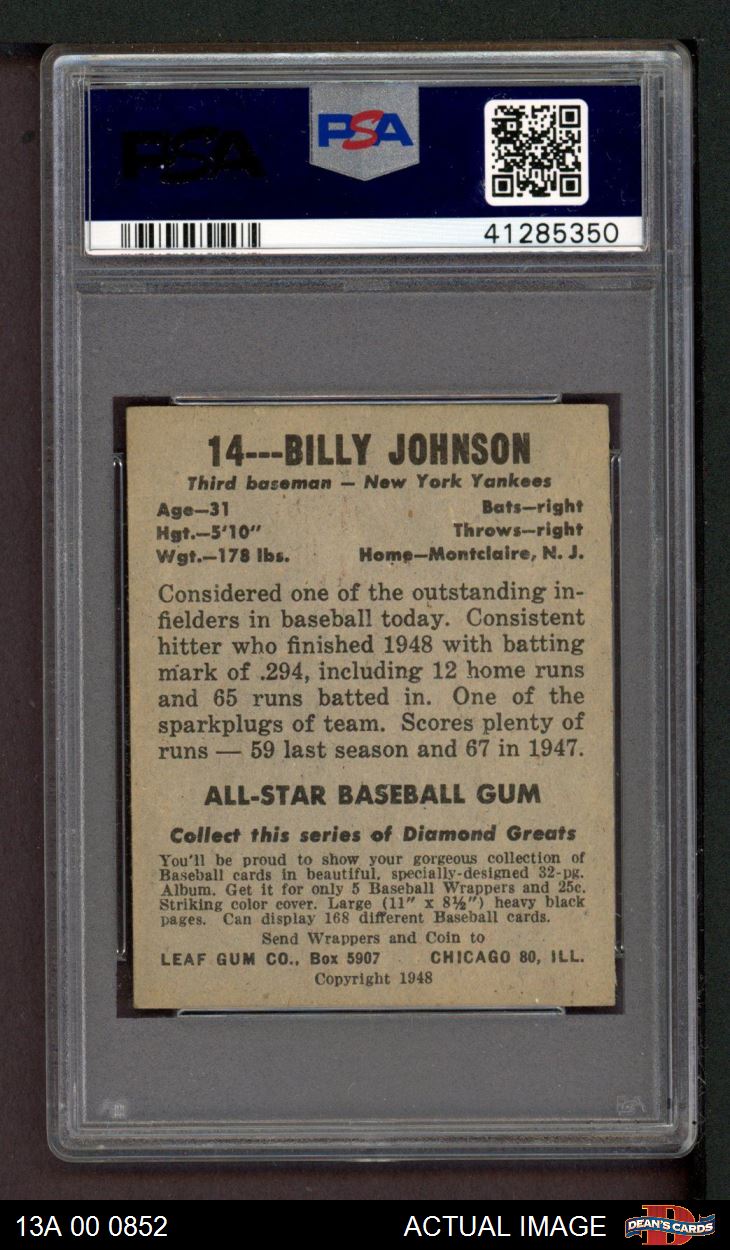 PSA
PSA
41285350
14---BILLY JOHNSON
Third baseman — New York Yankees
Age—31 Bats—right
Hgt.—5'10" Throws—right
Wgt.—178 lbs. Home—Montclaire, N. J.
Considered one of the outstanding in-
fielders in baseball today. Consistent
hitter who finished 1948 with batting
mark of .294, including 12 home runs
and 65 runs batted in. One of the
sparkplugs of team. Scores plenty of
runs — 59 last season and 67 in 1947.
ALL-STAR BASEBALL GUM
Collect this series of Diamond Greats
You'll be proud to show your gorgeous collection of
Baseball cards in beautiful, specially-designed 32-pg.
Album. Get it for only 5 Baseball Wrappers and 25c.
Striking color cover. Large (11" x 8½") heavy black
pages. Can display 168 different Baseball cards.
Send Wrappers and Coin to
LEAF GUM CO., Box 5907 CHICAGO 80, ILL.
Copyright 1948
13A 00 0852 ACTUAL IMAGE DEAN'S CARDS